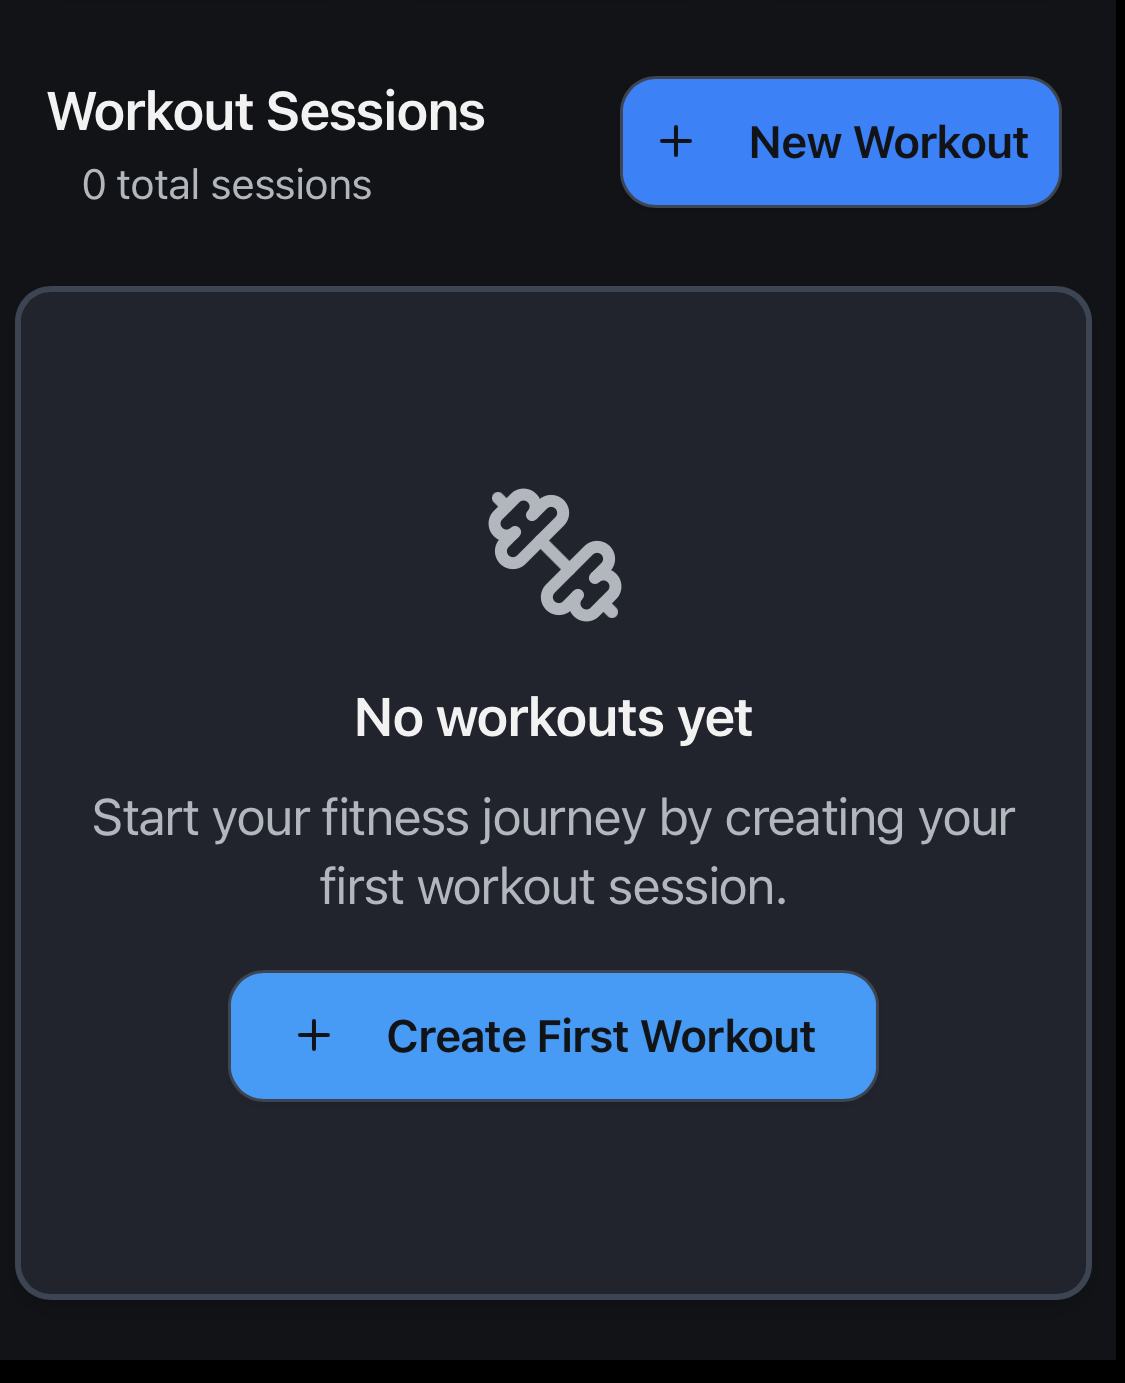 Workout Sessions
0 total sessions
+ New Workout
No workouts yet
Start your fitness journey by creating your
first workout session.
+ Create First Workout